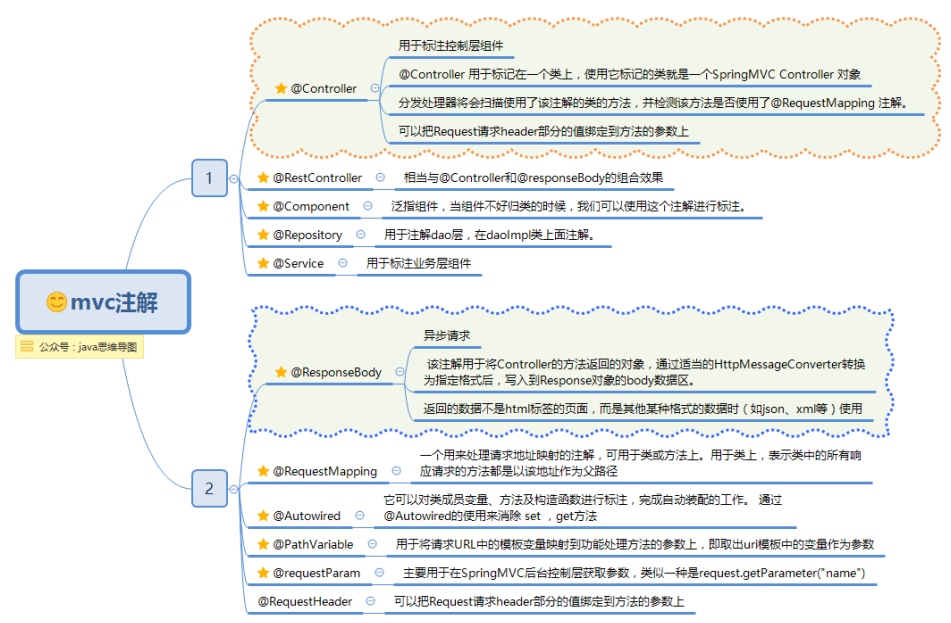 mvc注解
公众号：java思维导图
1
@Controller
用于标注控制层组件
@Controller 用于标记在一个类上，使用它标记的类就是一个SpringMVC Controller 对象
分发处理器将会扫描使用了该注解的类的方法，并检测该方法是否使用了@RequestMapping 注解。
可以把Request请求header部分的值绑定到方法的参数上
@RestController
相当与@Controller和@responseBody的组合效果
@Component
泛指组件，当组件不好归类的时候，我们可以使用这个注解进行标注。
@Repository
用于注解dao层，在daoImpl类上面注解。
@Service
用于标注业务层组件
2
@ResponseBody
异步请求
该注解用于将Controller的方法返回的对象，通过适当的HttpMessageConverter转换
为指定格式后，写入到Response对象的body数据区。
返回的数据不是html标签的页面，而是其他某种格式的数据时（如json、xml等）使用
@RequestMapping
一个用来处理请求地址映射的注解，可用于类或方法上。用于类上，表示类中的所有响
应请求的方法都是以该地址作为父路径
@Autowired
它可以对类成员变量、方法及构造函数进行标注，完成自动装配的工作。 通过
@Autowired的使用来消除 set ，get方法
@PathVariable
用于将请求URL中的模板变量映射到功能处理方法的参数上，即取出uri模板中的变量作为参数
@requestParam
主要用于在SpringMVC后台控制层获取参数，类似一种是request.getParameter("name")
@RequestHeader
可以把Request请求header部分的值绑定到方法的参数上